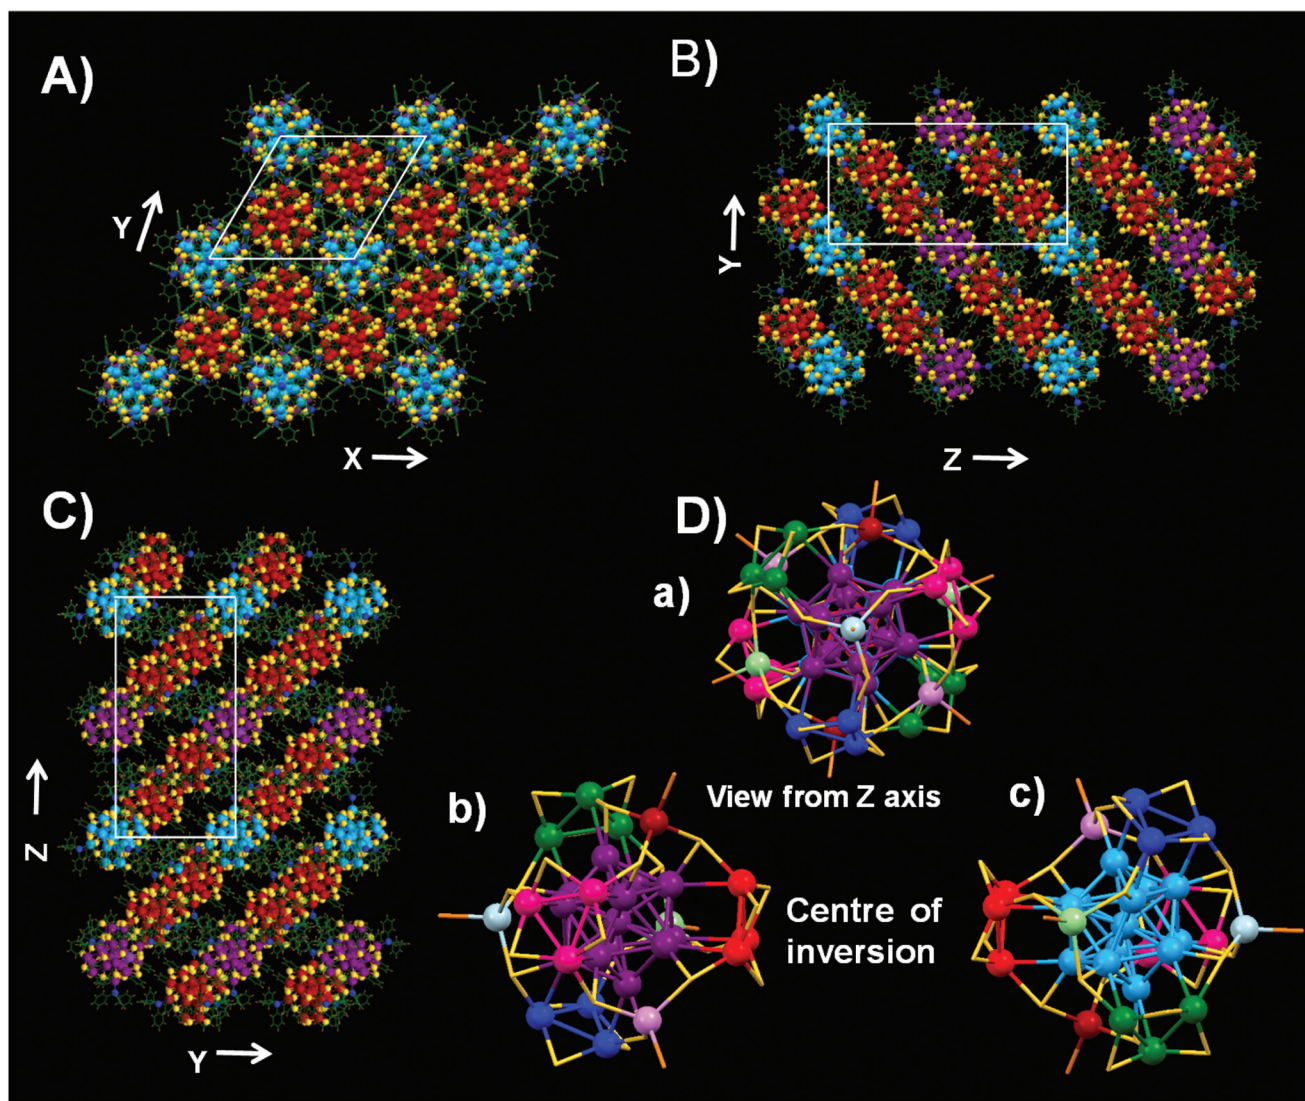 A)
B)
Y
Y
X
Z
C)
D)
a)
View from Z axis
b)
c)
Centre of
inversion
Z
Y